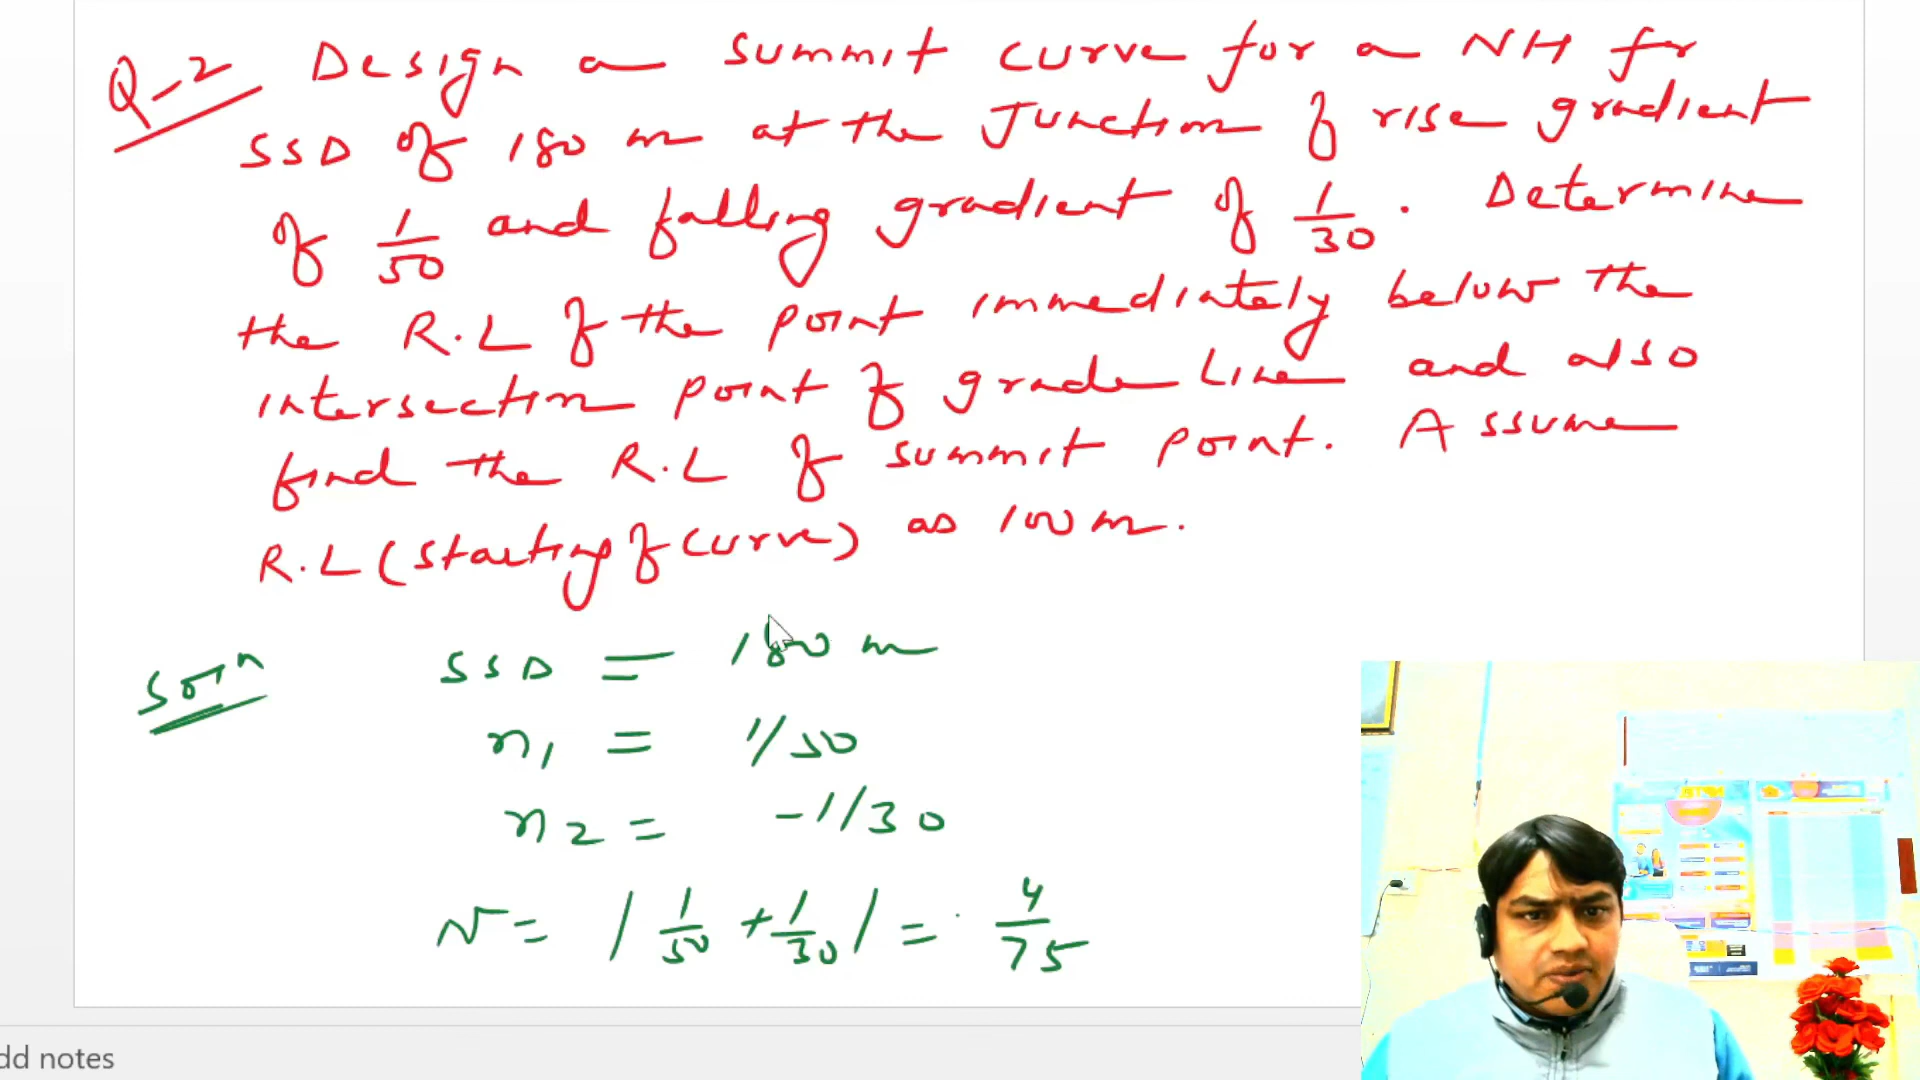 Q-2 Design a summit curve for a NH for
SSD of 180 m at the Junction of rise gradient
of 1/50 and falling gradient of 1/30. Determine
the R.L of the point immediately below the
intersection point of grade Line and also
find the R.L of summit point. Assume
R.L (starting of curve) as 100 m.
Soln SSD = 180 m
n1 = 1/50
n2 = -1/30
N = | 1/50 + 1/30 | = 4/75
dd notes